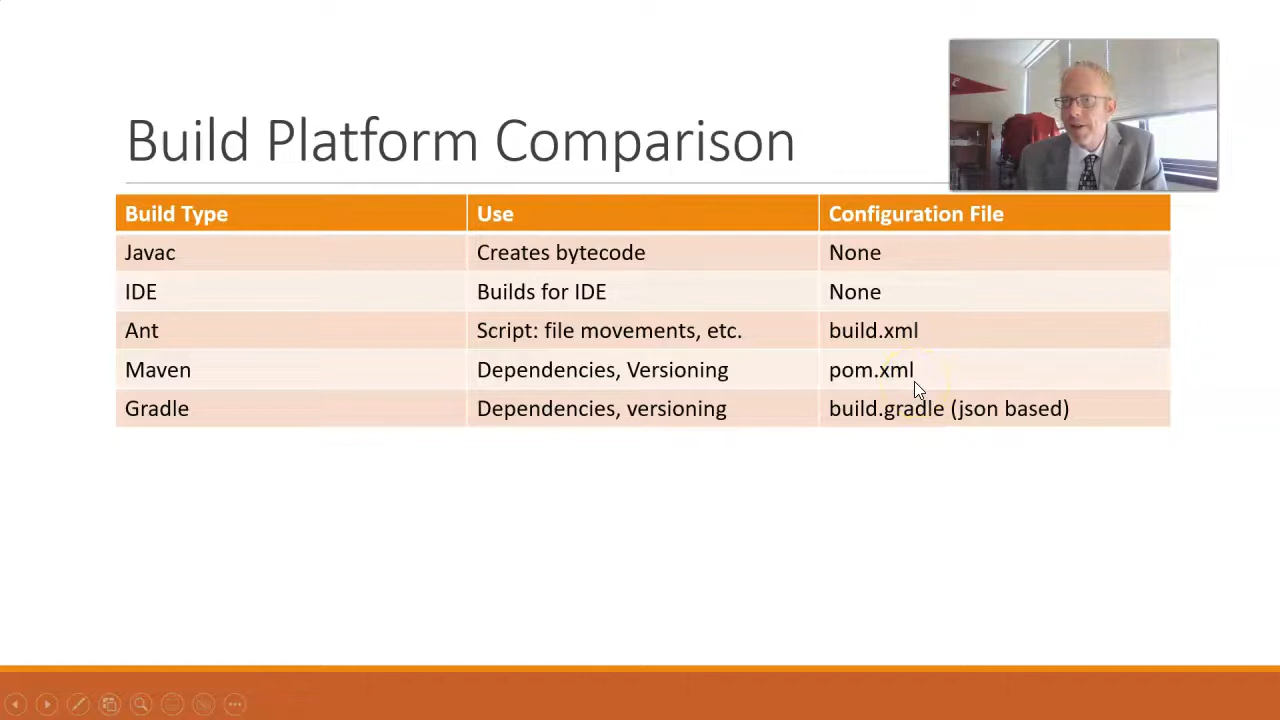 Build Platform Comparison
Build Type Use Configuration File
Javac Creates bytecode None
IDE Builds for IDE None
Ant Script: file movements, etc. build.xml
Maven Dependencies, Versioning pom.xml
Gradle Dependencies, versioning build.gradle (json based)